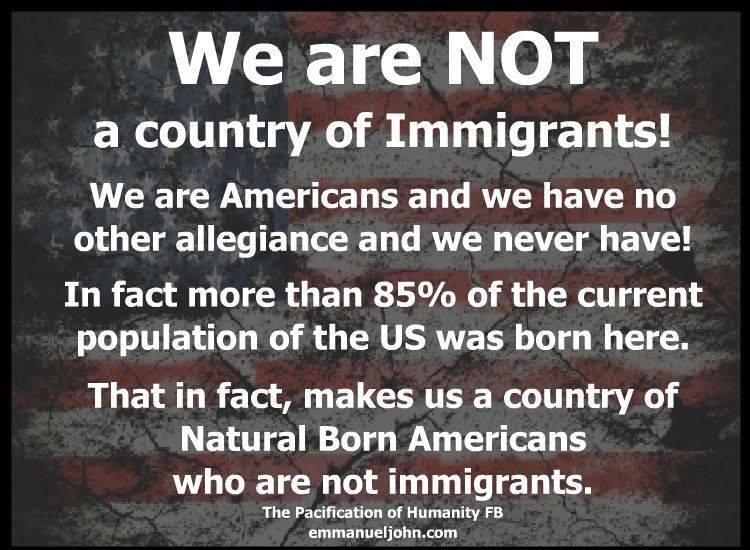 We are NOT
a country of Immigrants!
We are Americans and we have no
other allegiance and we never have!
In fact more than 85% of the current
population of the US was born here.
That in fact, makes us a country of
Natural Born Americans
who are not immigrants.
The Pacification of Humanity FB
emmanueljohn.com